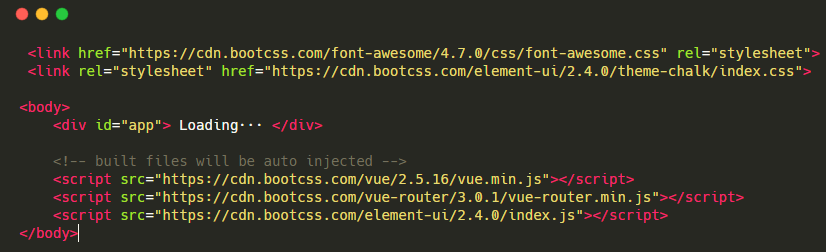 <link href="https://cdn.bootcss.com/font-awesome/4.7.0/css/font-awesome.css" rel="stylesheet">
<link rel="stylesheet" href="https://cdn.bootcss.com/element-ui/2.4.0/theme-chalk/index.css">
<body>
<div id="app"> Loading··· </div>
<!-- built files will be auto injected -->
<script src="https://cdn.bootcss.com/vue/2.5.16/vue.min.js"></script>
<script src="https://cdn.bootcss.com/vue-router/3.0.1/vue-router.min.js"></script>
<script src="https://cdn.bootcss.com/element-ui/2.4.0/index.js"></script>
</body>